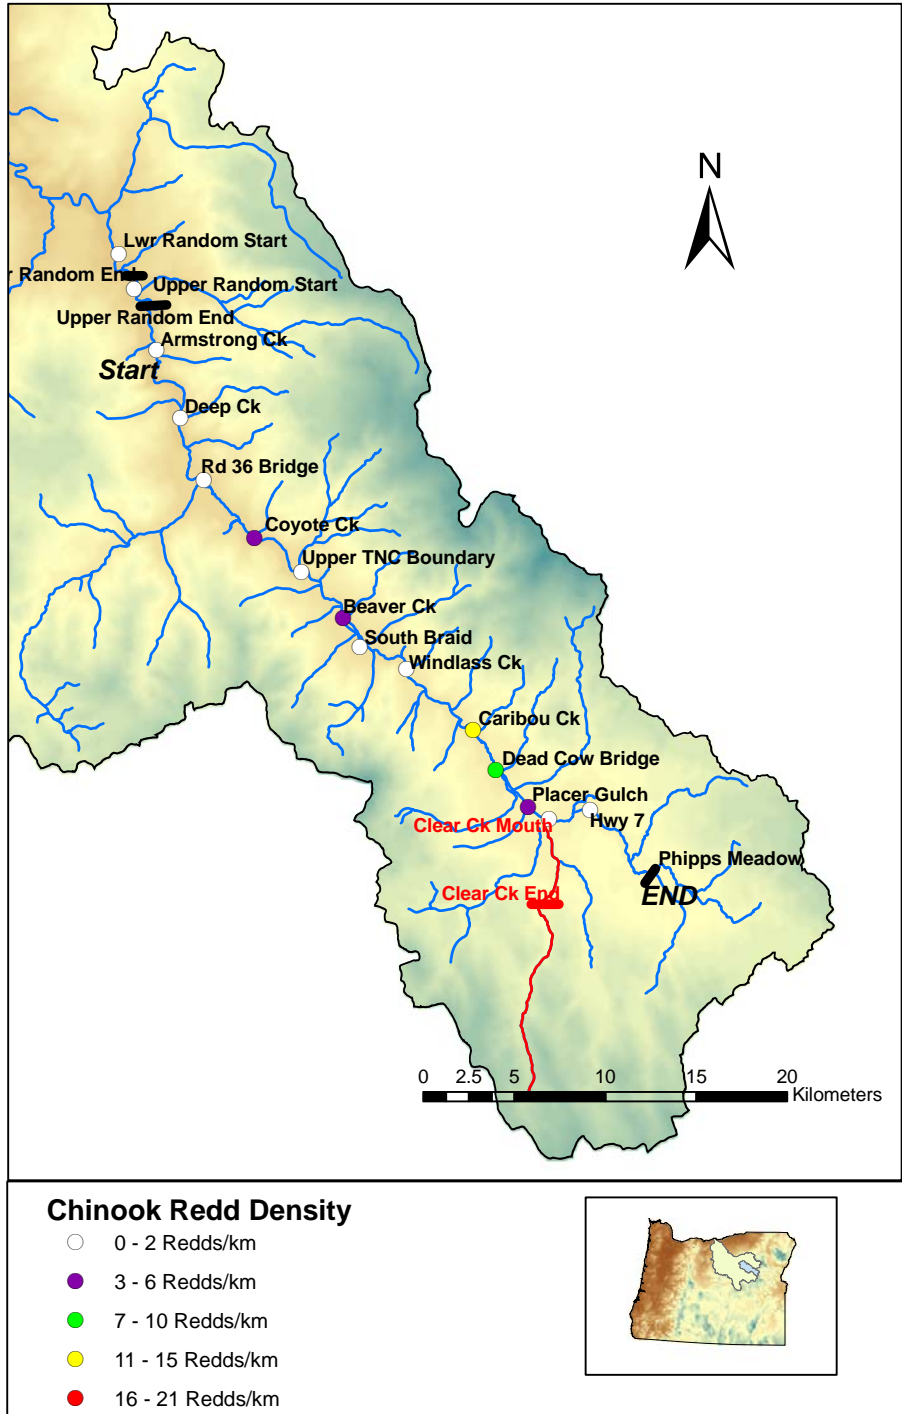 N
Lwr Random Start
r Random End
Upper Random Start
Upper Random End
Armstrong Ck
Start
Deep Ck
Rd 36 Bridge
Coyote Ck
Upper TNC Boundary
Beaver Ck
South Braid
Windlass Ck
Caribou Ck
Dead Cow Bridge
Placer Gulch
Clear Ck Mouth
Hwy 7
Phipps Meadow
Clear Ck End
END
0 2.5 5 10 15 20
Kilometers
Chinook Redd Density
0 - 2 Redds/km
3 - 6 Redds/km
7 - 10 Redds/km
11 - 15 Redds/km
16 - 21 Redds/km